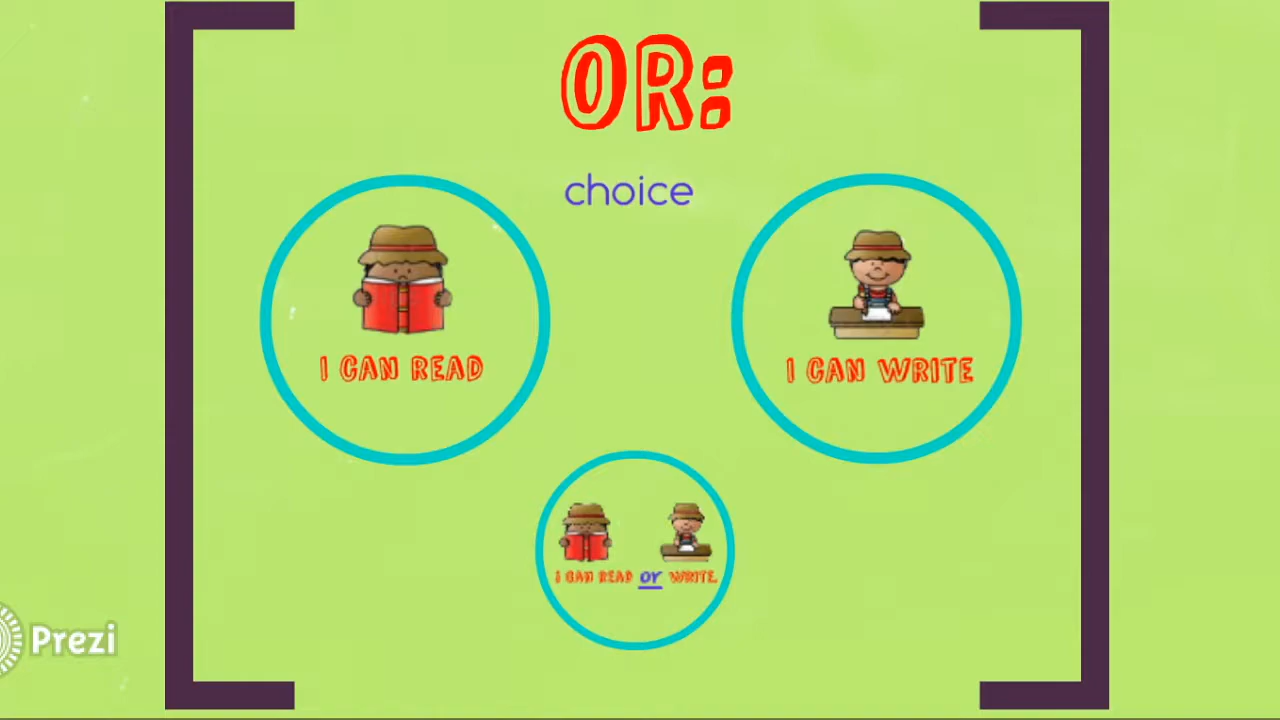 OR:
choice
I CAN READ
I CAN WRITE
I CAN READ or WRITE.
Prezi